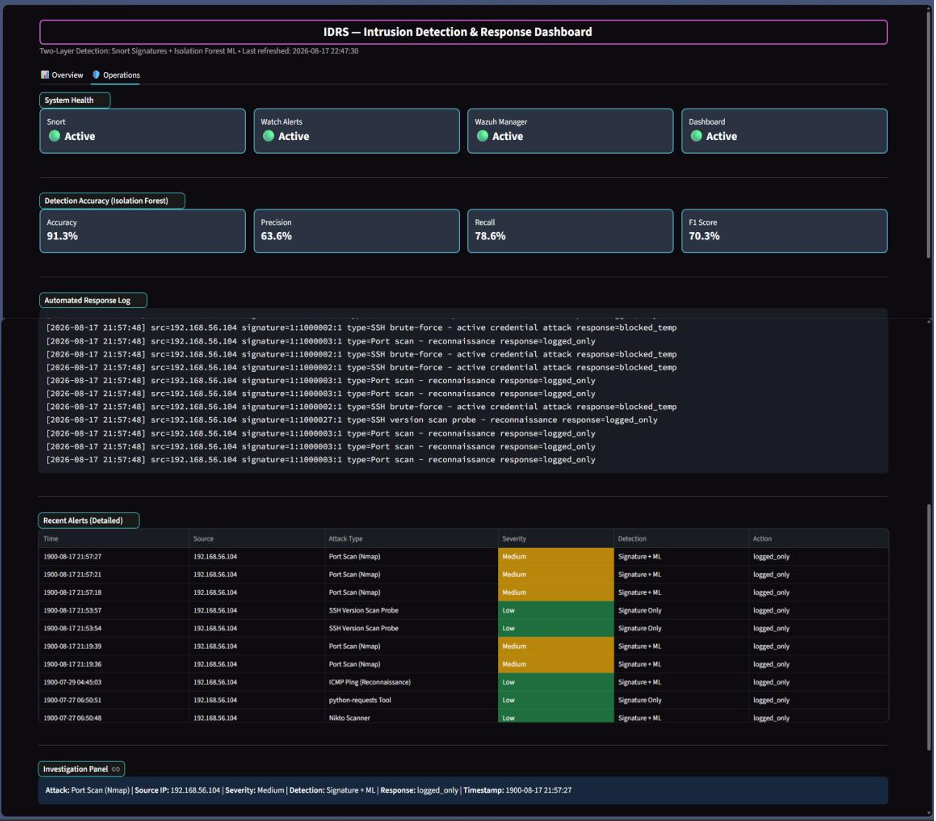 IDRS — Intrusion Detection & Response Dashboard
Two-Layer Detection: Snort Signatures + Isolation Forest ML • Last refreshed: 2026-08-17 22:47:30
Overview Operations
System Health
Snort Watch Alerts Wazuh Manager Dashboard
Active Active Active Active
Detection Accuracy (Isolation Forest)
Accuracy Precision Recall F1 Score
91.3% 63.6% 78.6% 70.3%
Automated Response Log
[2026-08-17 21:57:48] src=192.168.56.104 signature=1:1000002:1 type=SSH brute-force - active credential attack response=blocked_temp
[2026-08-17 21:57:48] src=192.168.56.104 signature=1:1000003:1 type=Port scan - reconnaissance response=logged_only
[2026-08-17 21:57:48] src=192.168.56.104 signature=1:1000002:1 type=SSH brute-force - active credential attack response=blocked_temp
[2026-08-17 21:57:48] src=192.168.56.104 signature=1:1000002:1 type=SSH brute-force - active credential attack response=blocked_temp
[2026-08-17 21:57:48] src=192.168.56.104 signature=1:1000003:1 type=Port scan - reconnaissance response=logged_only
[2026-08-17 21:57:48] src=192.168.56.104 signature=1:1000003:1 type=Port scan - reconnaissance response=logged_only
[2026-08-17 21:57:48] src=192.168.56.104 signature=1:1000002:1 type=SSH brute-force - active credential attack response=blocked_temp
[2026-08-17 21:57:48] src=192.168.56.104 signature=1:1000027:1 type=SSH version scan probe - reconnaissance response=logged_only
[2026-08-17 21:57:48] src=192.168.56.104 signature=1:1000003:1 type=Port scan - reconnaissance response=logged_only
[2026-08-17 21:57:48] src=192.168.56.104 signature=1:1000003:1 type=Port scan - reconnaissance response=logged_only
[2026-08-17 21:57:48] src=192.168.56.104 signature=1:1000003:1 type=Port scan - reconnaissance response=logged_only
Recent Alerts (Detailed)
Time Source Attack Type Severity Detection Action
1900-08-17 21:57:27 192.168.56.104 Port Scan (Nmap) Medium Signature + ML logged_only
1900-08-17 21:57:21 192.168.56.104 Port Scan (Nmap) Medium Signature + ML logged_only
1900-08-17 21:57:18 192.168.56.104 Port Scan (Nmap) Medium Signature + ML logged_only
1900-08-17 21:53:57 192.168.56.104 SSH Version Scan Probe Low Signature Only logged_only
1900-08-17 21:53:54 192.168.56.104 SSH Version Scan Probe Low Signature Only logged_only
1900-08-17 21:19:39 192.168.56.104 Port Scan (Nmap) Medium Signature + ML logged_only
1900-08-17 21:19:36 192.168.56.104 Port Scan (Nmap) Medium Signature + ML logged_only
1900-07-29 04:45:03 192.168.56.104 ICMP Ping (Reconnaissance) Low Signature + ML logged_only
1900-07-27 06:50:51 192.168.56.104 python-requests Tool Low Signature Only logged_only
1900-07-27 06:50:48 192.168.56.104 Nikto Scanner Low Signature + ML logged_only
Investigation Panel
Attack: Port Scan (Nmap) | Source IP: 192.168.56.104 | Severity: Medium | Detection: Signature + ML | Response: logged_only | Timestamp: 1900-08-17 21:57:27